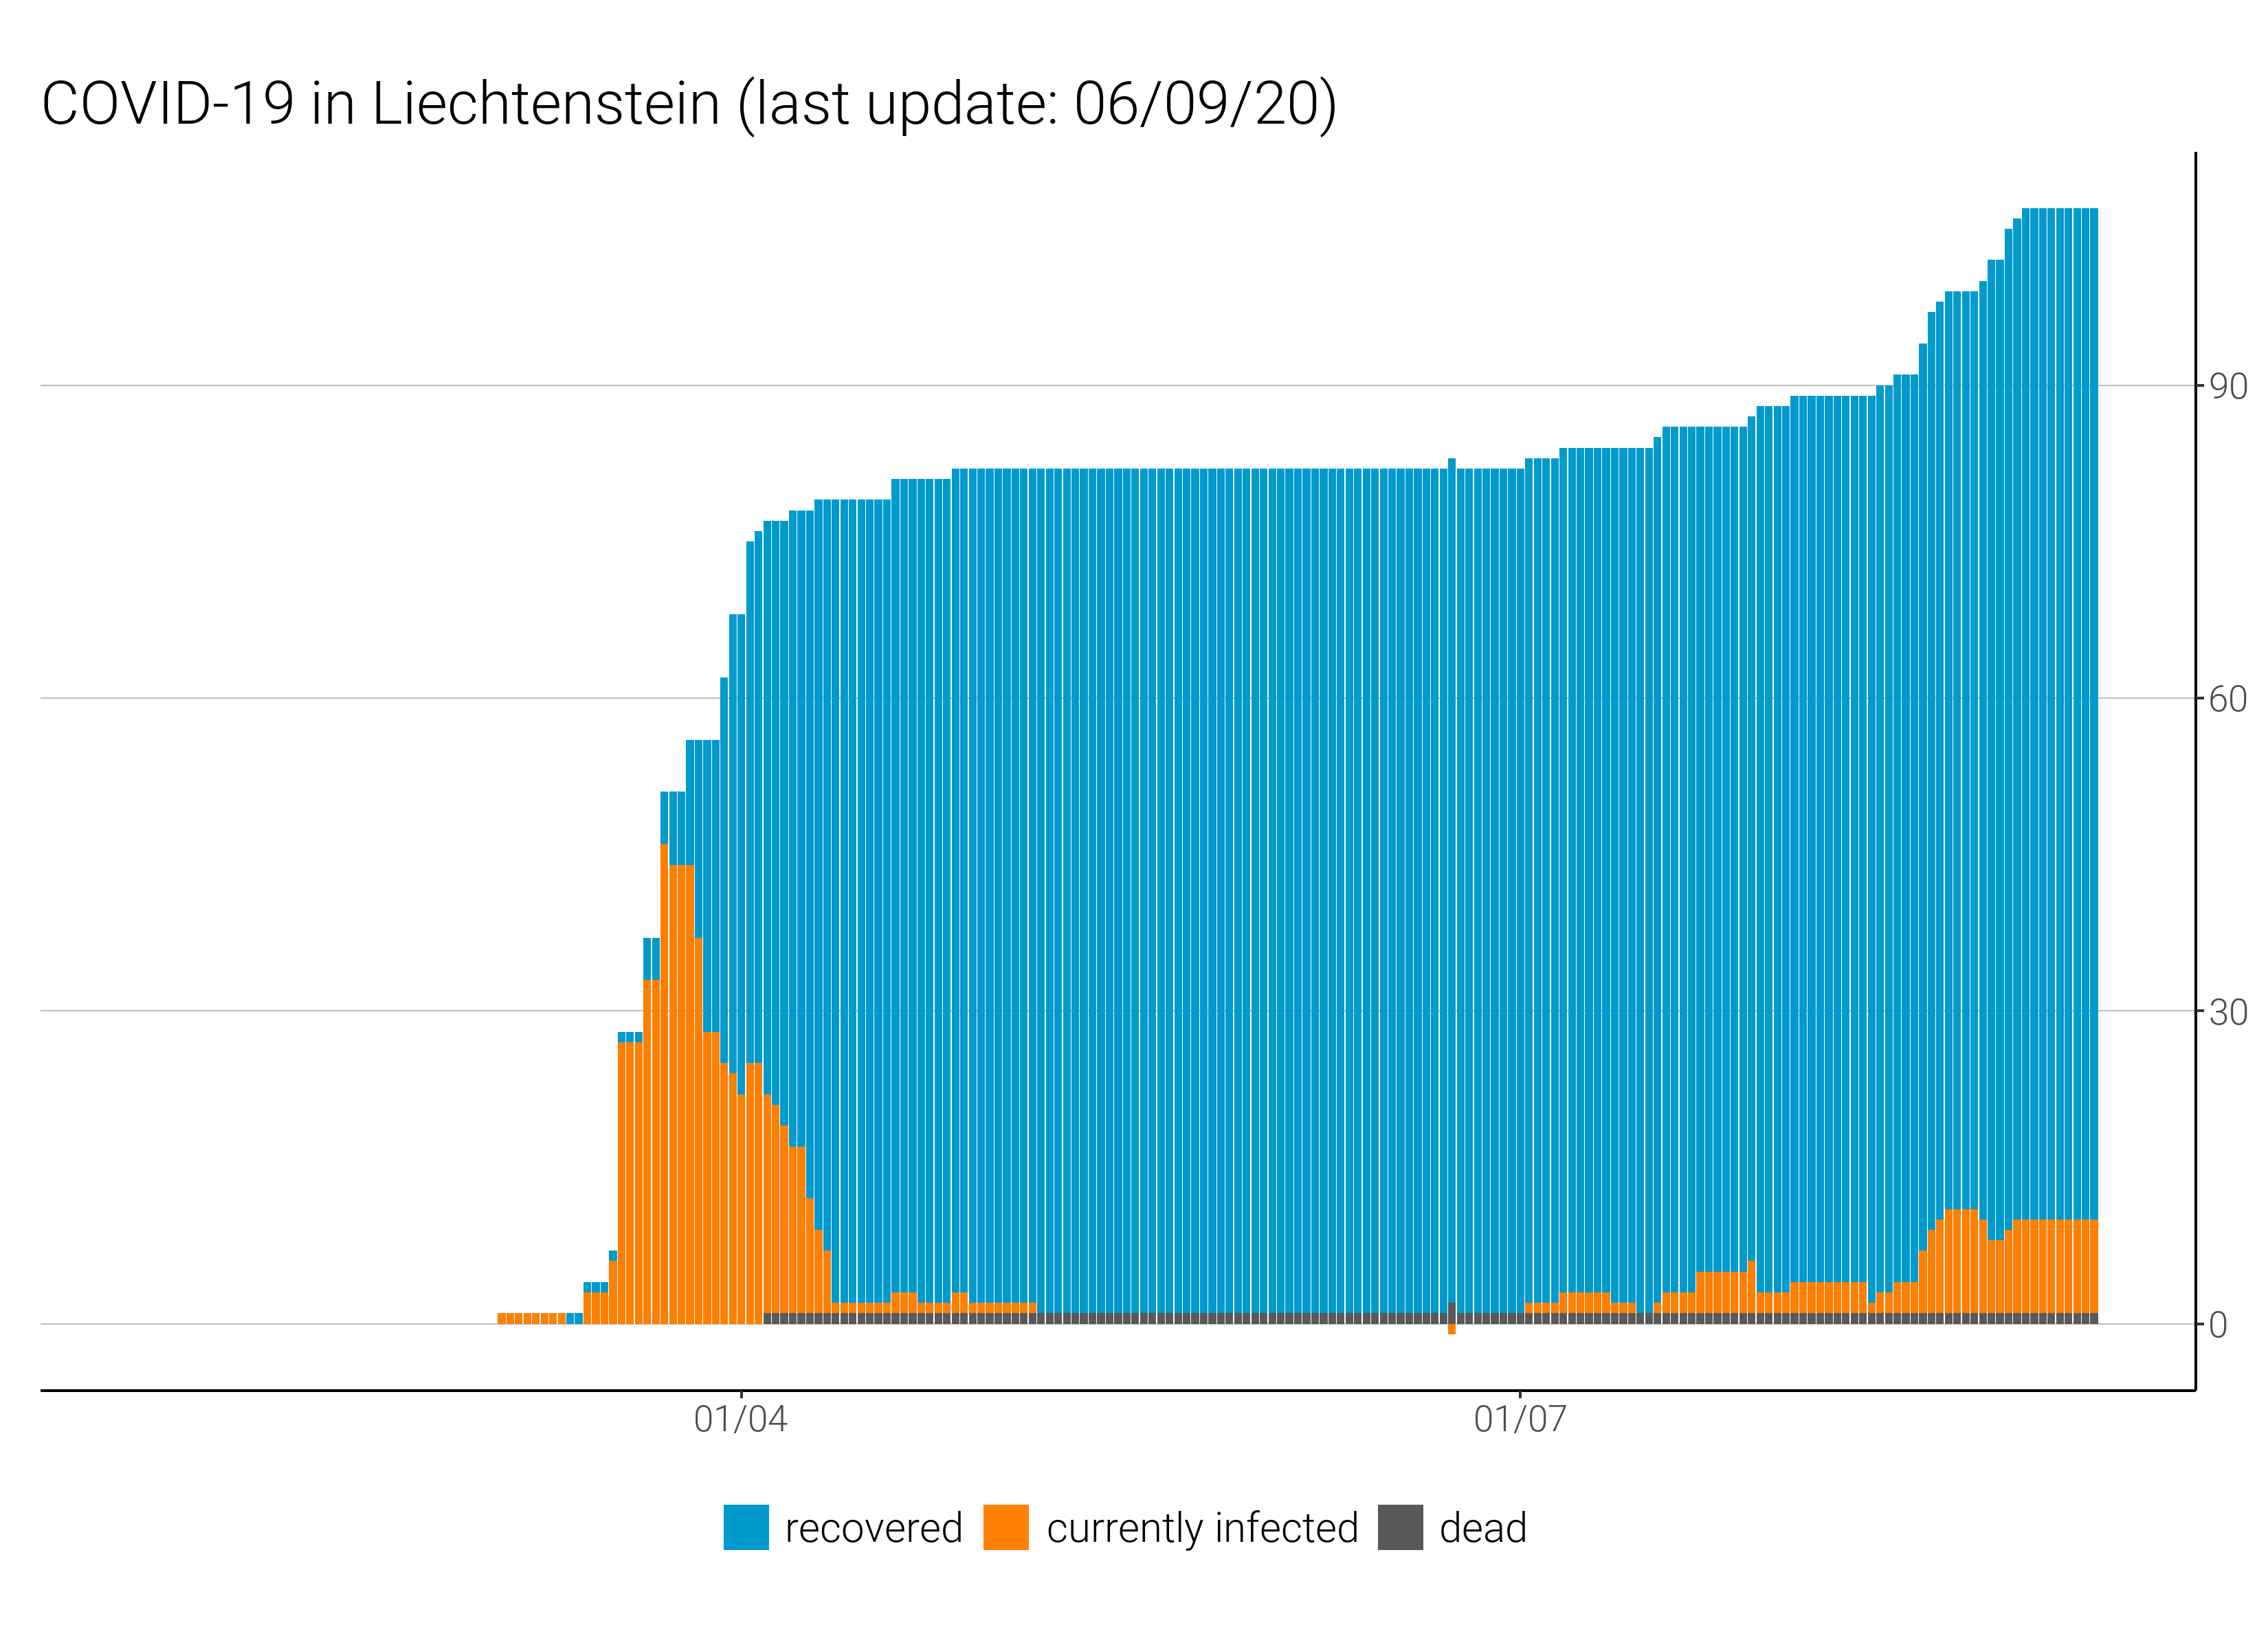 COVID-19 in Liechtenstein (last update: 06/09/20)
90
60
30
0
01/04 01/07
recovered currently infected dead